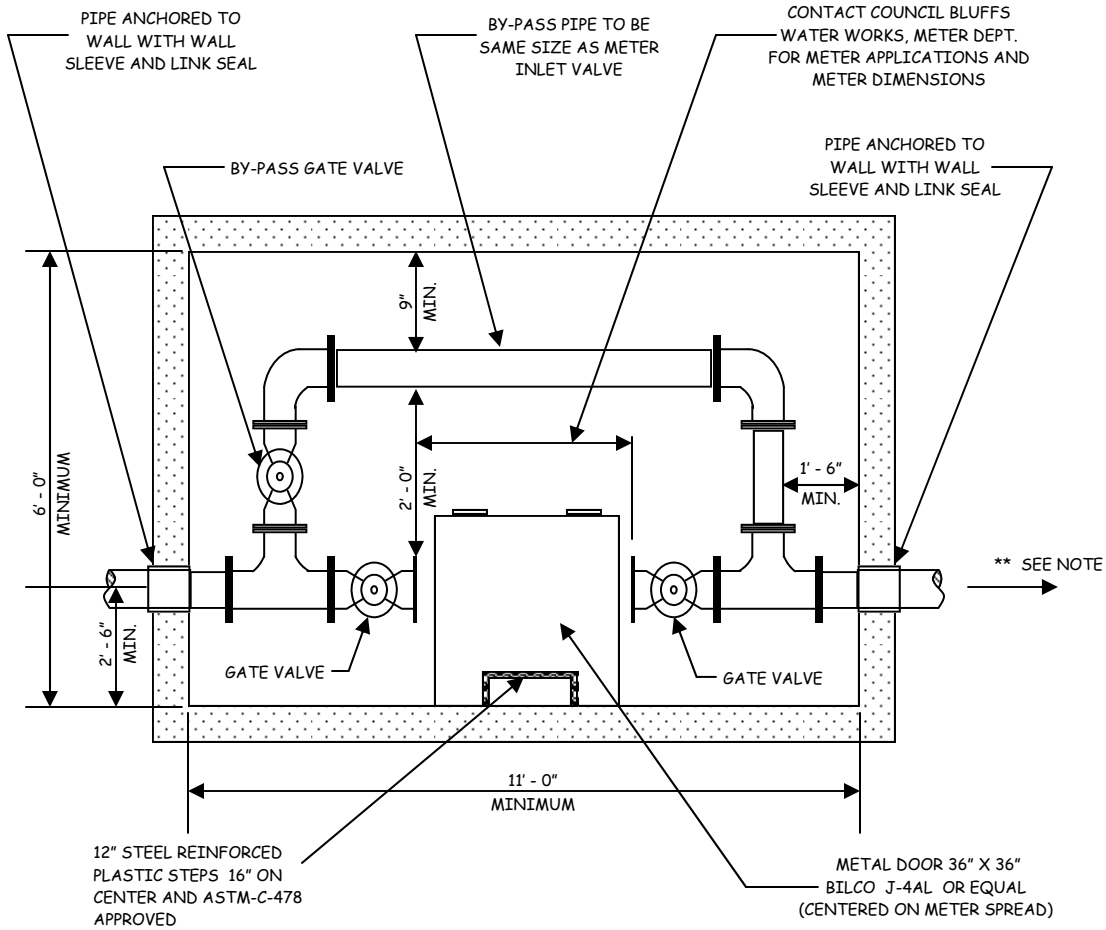 PIPE ANCHORED TO
WALL WITH WALL
SLEEVE AND LINK SEAL
BY-PASS PIPE TO BE
SAME SIZE AS METER
INLET VALVE
CONTACT COUNCIL BLUFFS
WATER WORKS, METER DEPT.
FOR METER APPLICATIONS AND
METER DIMENSIONS
BY-PASS GATE VALVE
PIPE ANCHORED TO
WALL WITH WALL
SLEEVE AND LINK SEAL
9"
MIN.
6' - 0"
MINIMUM
2' - 0"
MIN.
1' - 6"
MIN.
** SEE NOTE
2' - 6"
MIN.
GATE VALVE
GATE VALVE
11' - 0"
MINIMUM
12" STEEL REINFORCED
PLASTIC STEPS 16" ON
CENTER AND ASTM-C-478
APPROVED
METAL DOOR 36" X 36"
BILCO J-4AL OR EQUAL
(CENTERED ON METER SPREAD)